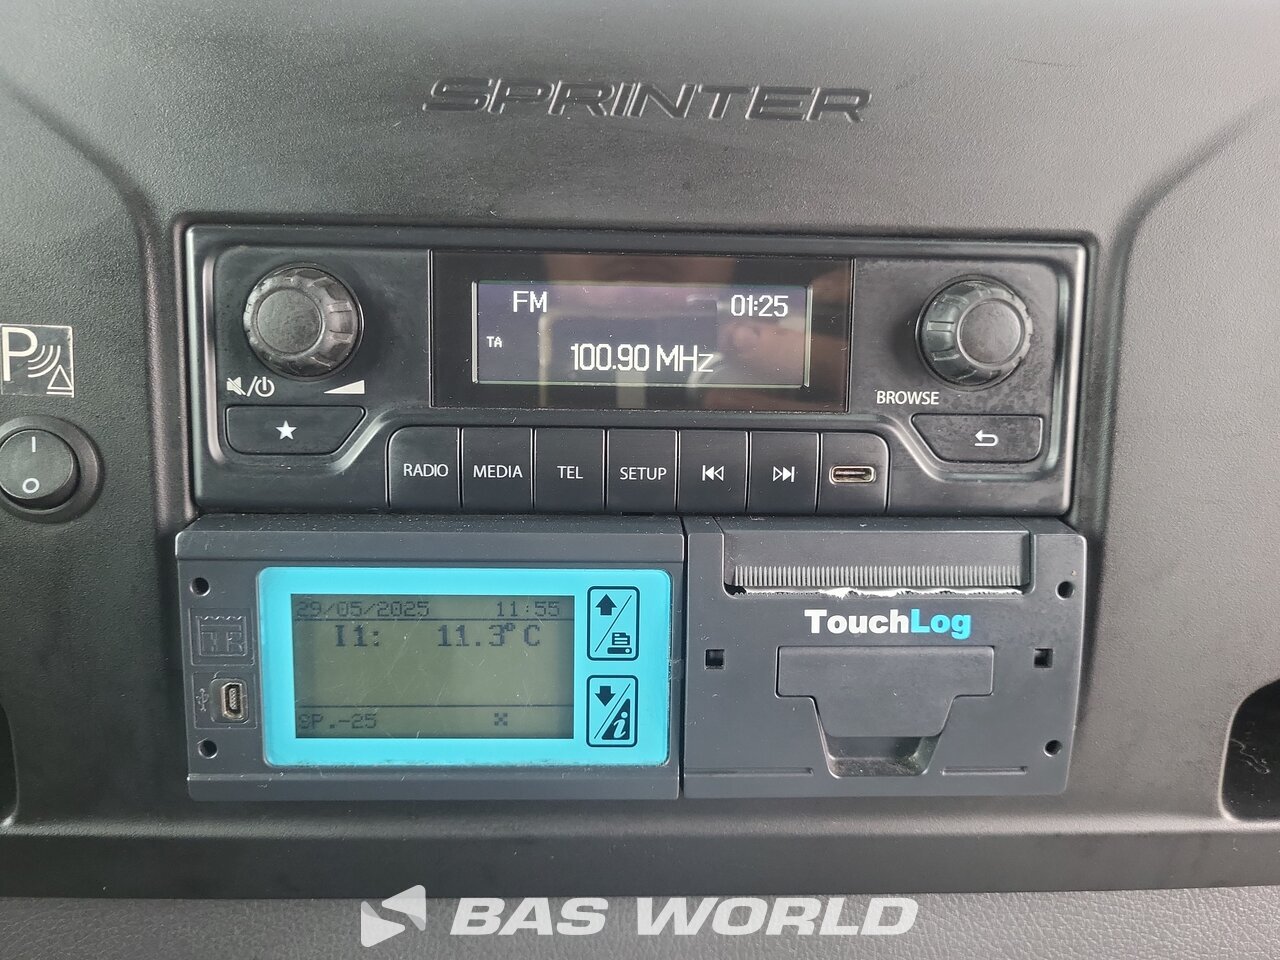 SPRINTER
FM 01:25
TA
100.90 MHz
BROWSE
P
RADIO MEDIA TEL SETUP
I
O
TouchLog
29/05/2025 11:55
I1: 11.3°C
SP.-25
i
BAS WORLD